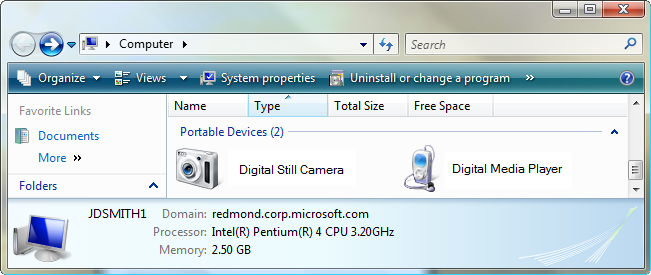 Computer
Search
Organize Views System properties Uninstall or change a program »
Name Type Total Size Free Space
Favorite Links
Documents
More »
Folders
Portable Devices (2)
Digital Still Camera
Digital Media Player
JDSMITH1 Domain: redmond.corp.microsoft.com
Processor: Intel(R) Pentium(R) 4 CPU 3.20GHz
Memory: 2.50 GB